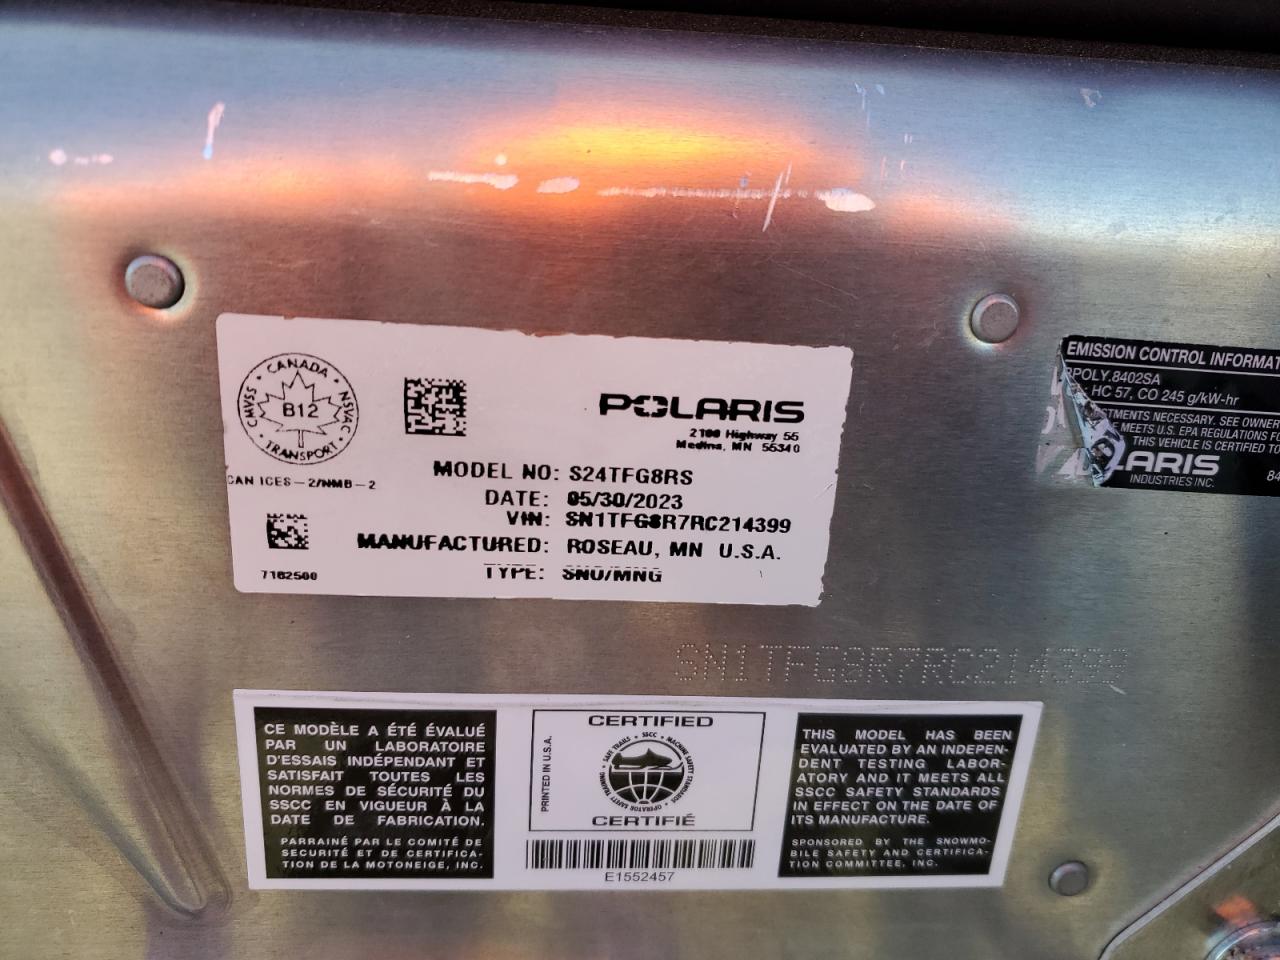 CANADA
CMVSS
NSVAC
B12
TRANSPORT
CAN ICES-2/NMB-2
7182500
POLARIS
2100 Highway 55
Medina, MN 55340
MODEL NO: S24TFG8RS
DATE: 05/30/2023
VIN: SN1TFG8R7RC214399
MANUFACTURED: ROSEAU, MN U.S.A.
TYPE: SNO/MNG
EMISSION CONTROL INFORMAT
RPOLY.8402SA
HC 57, CO 245 g/kW-hr
STMENTS NECESSARY. SEE OWNER
MEETS U.S. EPA REGULATIONS FO
THIS VEHICLE IS CERTIFIED TO
LARIS
INDUSTRIES INC.
84
SN1TFG8R7RC214399
CE MODÈLE A ÉTÉ ÉVALUÉ
PAR UN LABORATOIRE
D'ESSAIS INDÉPENDANT ET
SATISFAIT TOUTES LES
NORMES DE SÉCURITÉ DU
SSCC EN VIGUEUR À LA
DATE DE FABRICATION.
PARRAINÉ PAR LE COMITÉ DE
SÉCURITÉ ET DE CERTIFICA-
TION DE LA MOTONEIGE, INC.
PRINTED IN U.S.A.
CERTIFIED
SAFE TRAILS • SSCC • MACHINE SAFETY STANDARDS • OPERATOR SAFETY TRAINING •
CERTIFIÉ
E1552457
THIS MODEL HAS BEEN
EVALUATED BY AN INDEPEN-
DENT TESTING LABOR-
ATORY AND IT MEETS ALL
SSCC SAFETY STANDARDS
IN EFFECT ON THE DATE OF
ITS MANUFACTURE.
SPONSORED BY THE SNOWMO-
BILE SAFETY AND CERTIFICA-
TION COMMITTEE, INC.